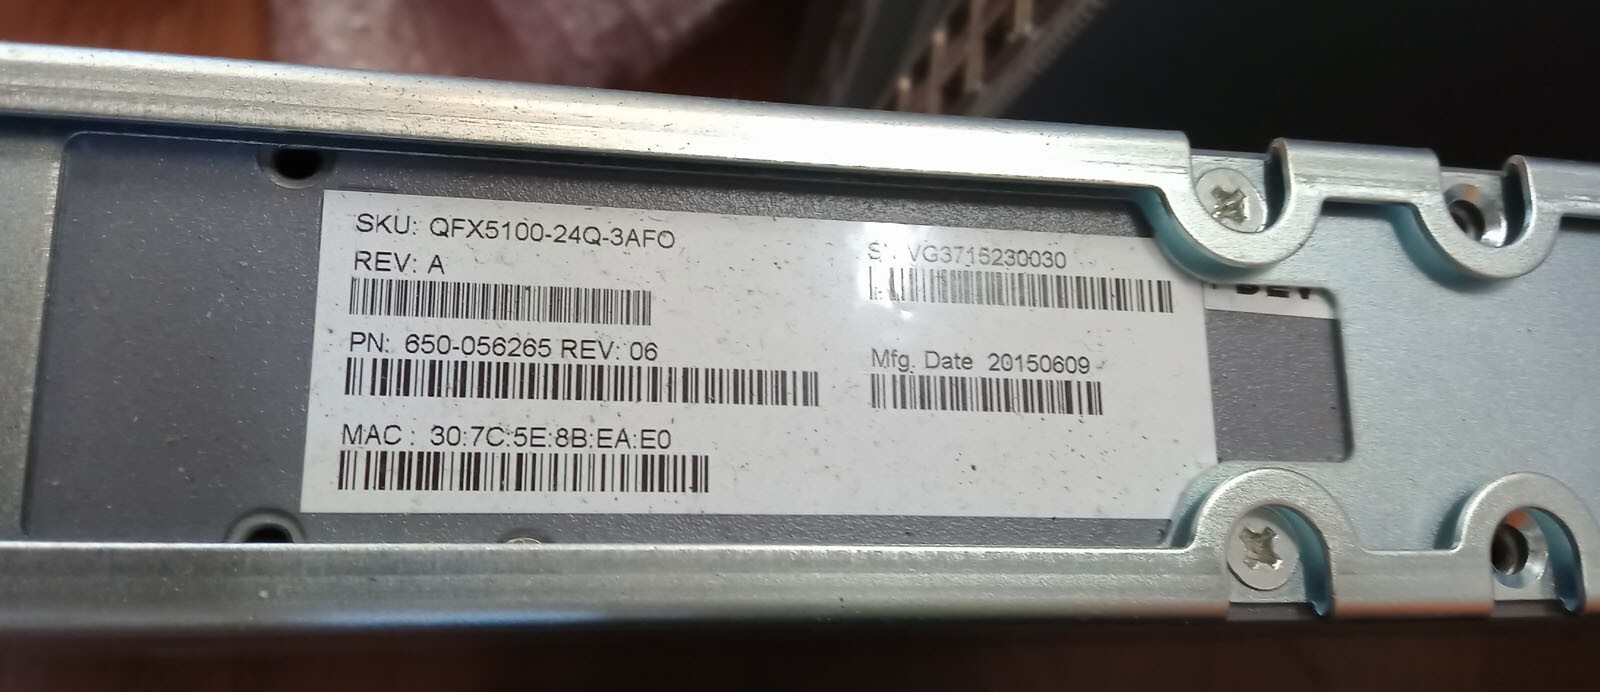 SKU: QFX5100-24Q-3AFO
REV: A
VG3715230030
PN: 650-056265 REV: 06
Mfg. Date 20150609
MAC : 30:7C:5E:8B:EA:E0